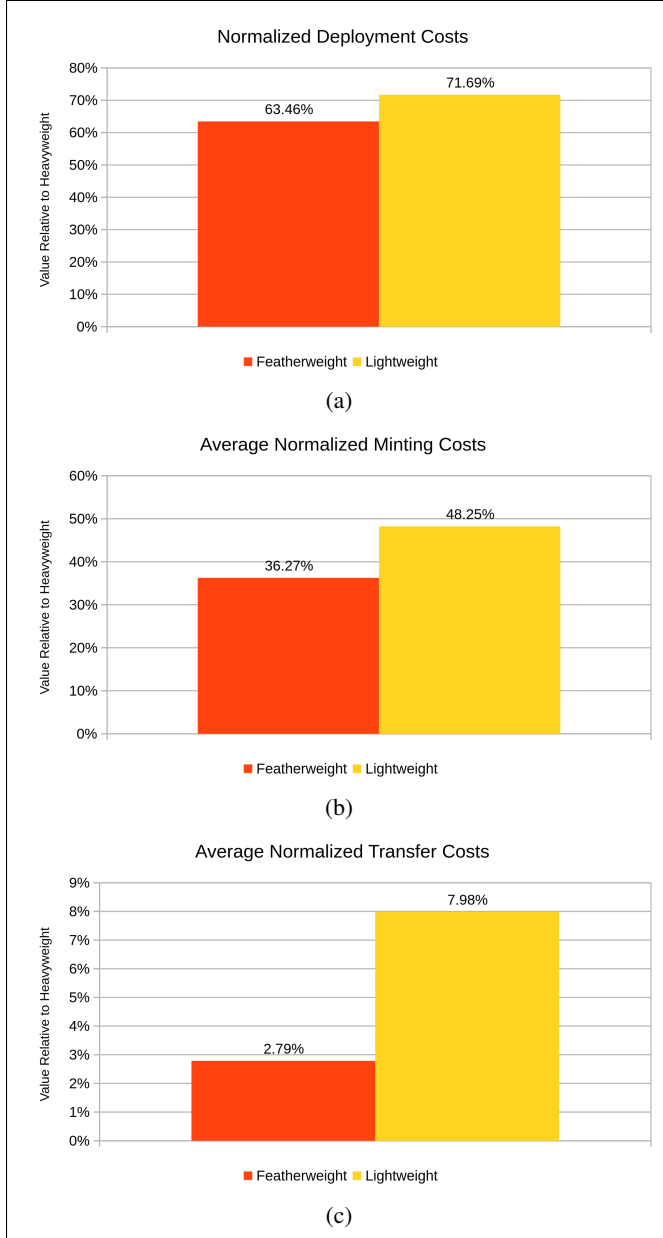 Normalized Deployment Costs
80%
70%
60%
50%
40%
30%
20%
10%
0%
Value Relative to Heavyweight
63.46%
71.69%
Featherweight Lightweight
(a)
Average Normalized Minting Costs
60%
50%
40%
30%
20%
10%
0%
Value Relative to Heavyweight
36.27%
48.25%
Featherweight Lightweight
(b)
Average Normalized Transfer Costs
9%
8%
7%
6%
5%
4%
3%
2%
1%
0%
Value Relative to Heavyweight
2.79%
7.98%
Featherweight Lightweight
(c)